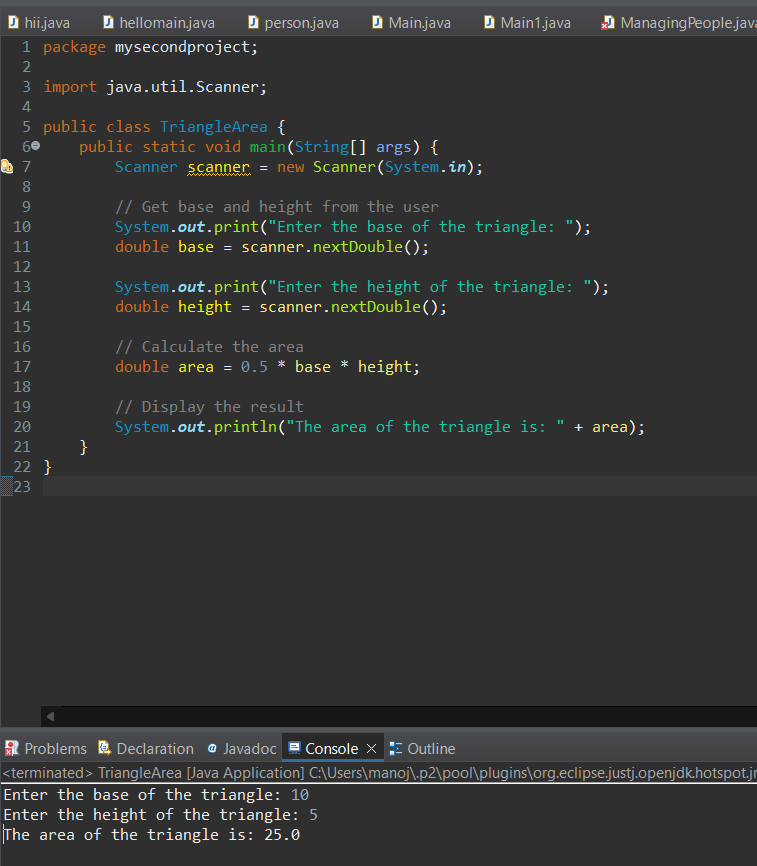 hii.java hellomain.java person.java Main.java Main1.java ManagingPeople.java
1 package mysecondproject;
2
3 import java.util.Scanner;
4
5 public class TriangleArea {
6 public static void main(String[] args) {
7 Scanner scanner = new Scanner(System.in);
8
9 // Get base and height from the user
10 System.out.print("Enter the base of the triangle: ");
11 double base = scanner.nextDouble();
12
13 System.out.print("Enter the height of the triangle: ");
14 double height = scanner.nextDouble();
15
16 // Calculate the area
17 double area = 0.5 * base * height;
18
19 // Display the result
20 System.out.println("The area of the triangle is: " + area);
21 }
22 }
23
Problems @ Declaration @ Javadoc Console × Outline
<terminated> TriangleArea [Java Application] C:\Users\manoj\.p2\pool\plugins\org.eclipse.justj.openjdk.hotspot.jr
Enter the base of the triangle: 10
Enter the height of the triangle: 5
The area of the triangle is: 25.0